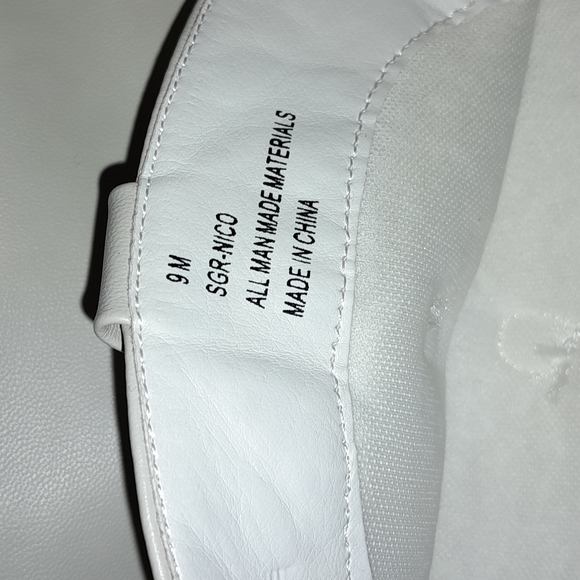 9 M
SGR-NICO
ALL MAN MADE MATERIALS
MADE IN CHINA